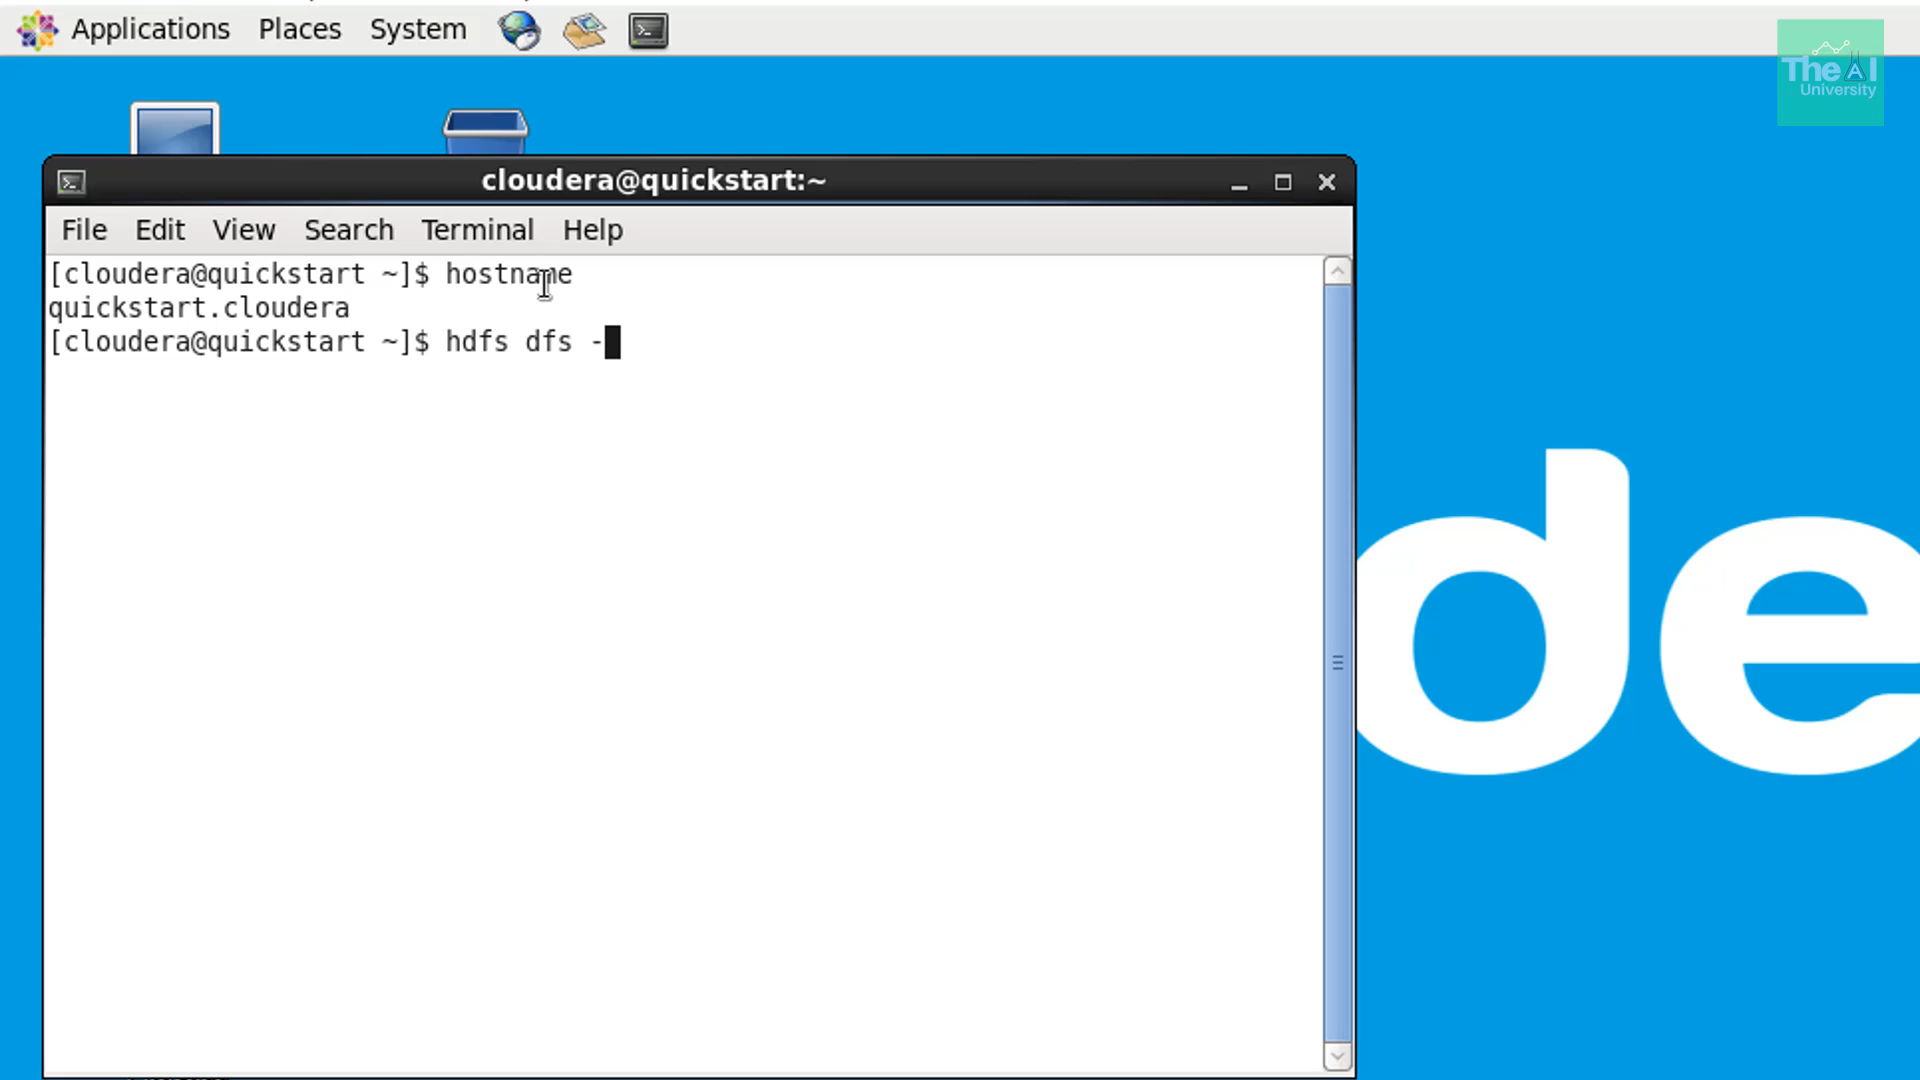 Applications Places System
The AI
University
cloudera@quickstart:~
File Edit View Search Terminal Help
[cloudera@quickstart ~]$ hostname
quickstart.cloudera
[cloudera@quickstart ~]$ hdfs dfs -
de